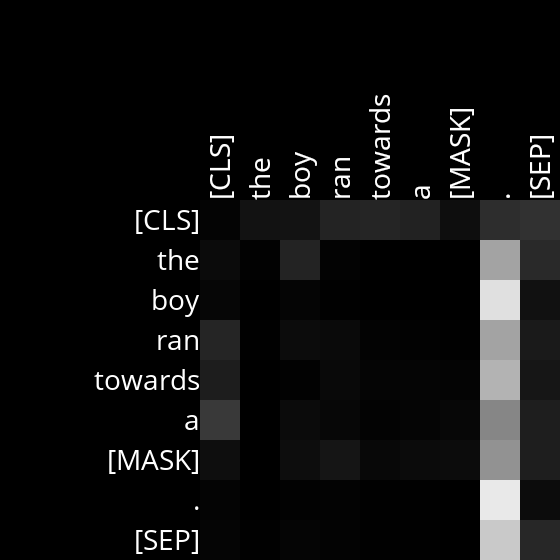 [CLS] the boy ran towards a [MASK] . [SEP]
[CLS]
the
boy
ran
towards
a
[MASK]
.
[SEP]